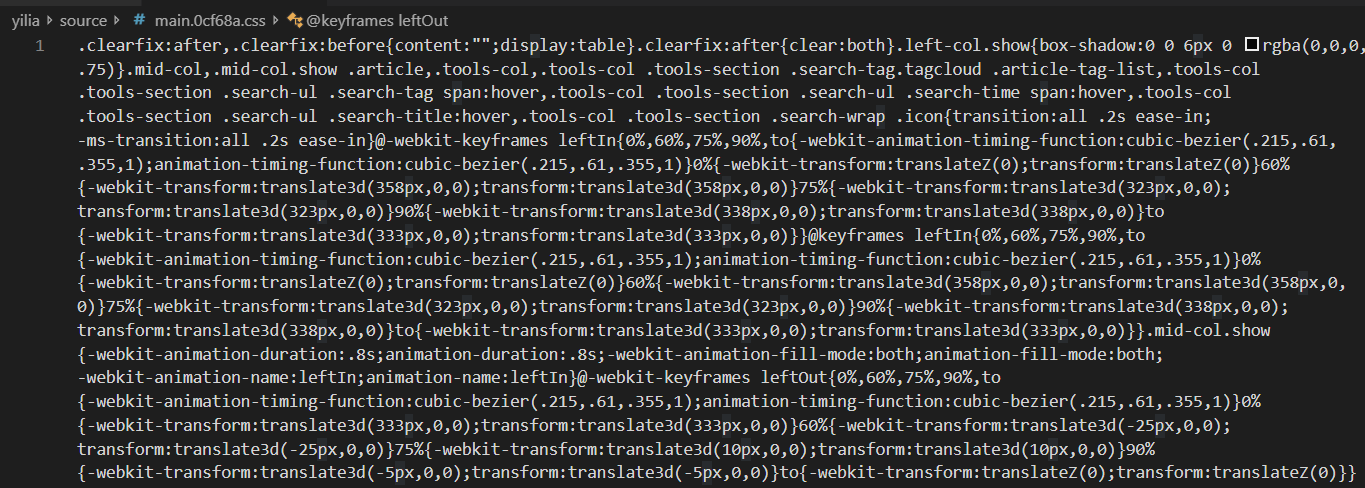 yilia > source > # main.0cf68a.css > @keyframes leftOut
1 .clearfix:after,.clearfix:before{content:"";display:table}.clearfix:after{clear:both}.left-col.show{box-shadow:0 0 6px 0 rgba(0,0,0,
.75)}.mid-col,.mid-col.show .article,.tools-col,.tools-col .tools-section .search-tag.tagcloud .article-tag-list,.tools-col
.tools-section .search-ul .search-tag span:hover,.tools-col .tools-section .search-ul .search-time span:hover,.tools-col
.tools-section .search-ul .search-title:hover,.tools-col .tools-section .search-wrap .icon{transition:all .2s ease-in;
-ms-transition:all .2s ease-in}@-webkit-keyframes leftIn{0%,60%,75%,90%,to{-webkit-animation-timing-function:cubic-bezier(.215,.61,
.355,1);animation-timing-function:cubic-bezier(.215,.61,.355,1)}0%{-webkit-transform:translateZ(0);transform:translateZ(0)}60%
{-webkit-transform:translate3d(358px,0,0);transform:translate3d(358px,0,0)}75%{-webkit-transform:translate3d(323px,0,0);
transform:translate3d(323px,0,0)}90%{-webkit-transform:translate3d(338px,0,0);transform:translate3d(338px,0,0)}to
{-webkit-transform:translate3d(333px,0,0);transform:translate3d(333px,0,0)}}@keyframes leftIn{0%,60%,75%,90%,to
{-webkit-animation-timing-function:cubic-bezier(.215,.61,.355,1);animation-timing-function:cubic-bezier(.215,.61,.355,1)}0%
{-webkit-transform:translateZ(0);transform:translateZ(0)}60%{-webkit-transform:translate3d(358px,0,0);transform:translate3d(358px,0,
0)}75%{-webkit-transform:translate3d(323px,0,0);transform:translate3d(323px,0,0)}90%{-webkit-transform:translate3d(338px,0,0);
transform:translate3d(338px,0,0)}to{-webkit-transform:translate3d(333px,0,0);transform:translate3d(333px,0,0)}}.mid-col.show
{-webkit-animation-duration:.8s;animation-duration:.8s;-webkit-animation-fill-mode:both;animation-fill-mode:both;
-webkit-animation-name:leftIn;animation-name:leftIn}@-webkit-keyframes leftOut{0%,60%,75%,90%,to
{-webkit-animation-timing-function:cubic-bezier(.215,.61,.355,1);animation-timing-function:cubic-bezier(.215,.61,.355,1)}0%
{-webkit-transform:translate3d(333px,0,0);transform:translate3d(333px,0,0)}60%{-webkit-transform:translate3d(-25px,0,0);
transform:translate3d(-25px,0,0)}75%{-webkit-transform:translate3d(10px,0,0);transform:translate3d(10px,0,0)}90%
{-webkit-transform:translate3d(-5px,0,0);transform:translate3d(-5px,0,0)}to{-webkit-transform:translateZ(0);transform:translateZ(0)}}